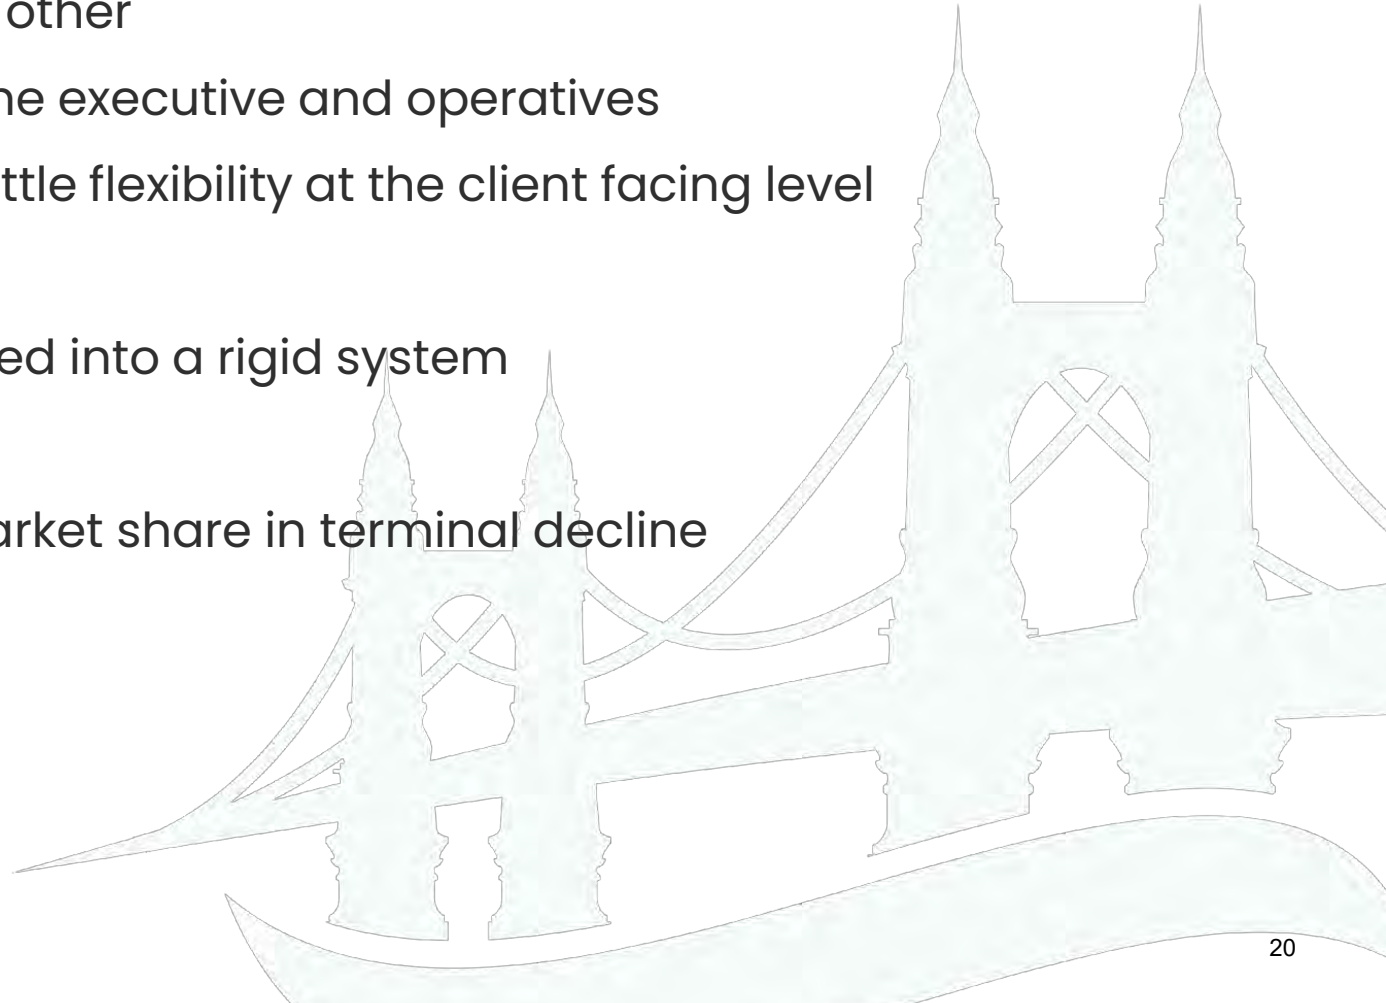 other
he executive and operatives
ttle flexibility at the client facing level
ed into a rigid system
arket share in terminal decline
20